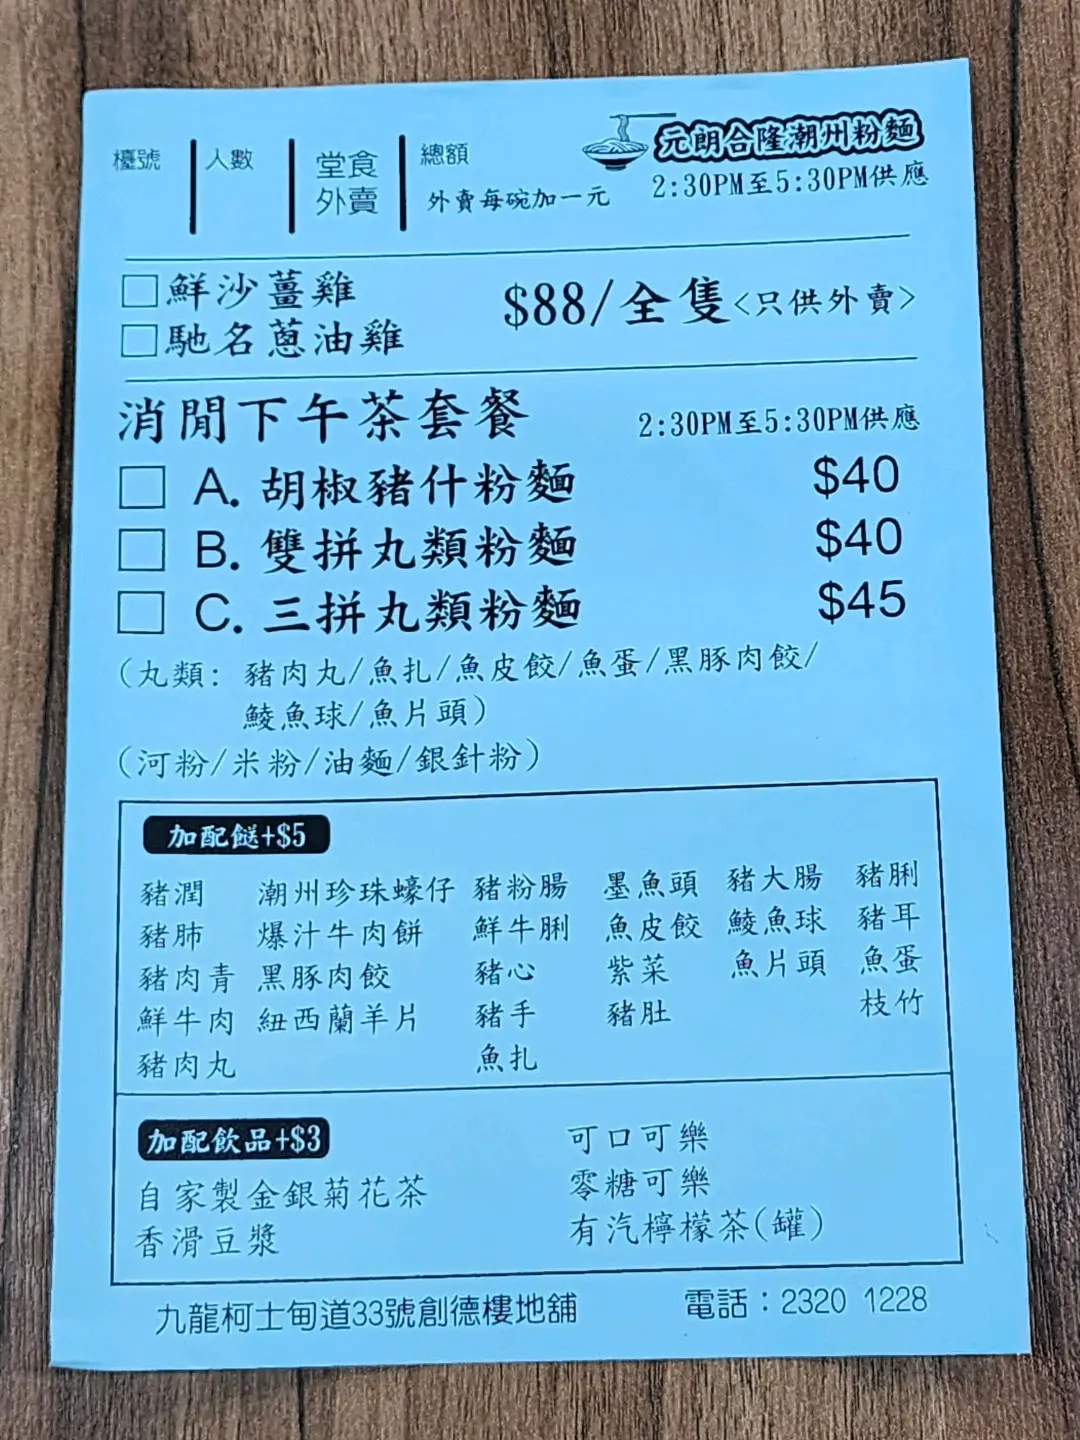 元朗合隆潮州粉麵
檯號 人數 堂食 總額
外賣 外賣每碗加一元 2:30PM至5:30PM供應
□鮮沙薑雞
□馳名蔥油雞
$88/全隻<只供外賣>
消閒下午茶套餐 2:30PM至5:30PM供應
□ A. 胡椒豬什粉麵 $40
□ B. 雙拼丸類粉麵 $40
□ C. 三拼丸類粉麵 $45
(丸類: 豬肉丸/魚扎/魚皮餃/魚蛋/黑豚肉餃/
鯪魚球/魚片頭)
(河粉/米粉/油麵/銀針粉)
加配餸+$5
豬潤 潮州珍珠蠔仔 豬粉腸 墨魚頭 豬大腸 豬脷
豬肺 爆汁牛肉餅 鮮牛脷 魚皮餃 鯪魚球 豬耳
豬肉青 黑豚肉餃 豬心 紫菜 魚片頭 魚蛋
鮮牛肉 紐西蘭羊片 豬手 豬肚 枝竹
豬肉丸 魚扎
加配飲品+$3 可口可樂
自家製金銀菊花茶 零糖可樂
香滑豆漿 有汽檸檬茶(罐)
九龍柯士甸道33號創德樓地舖 電話：2320 1228